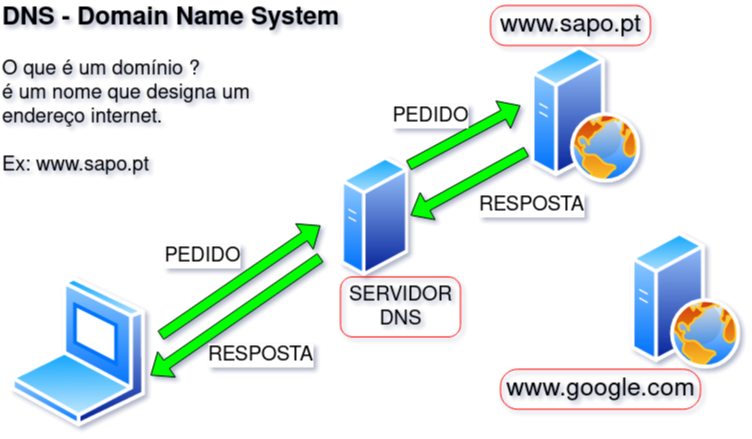 DNS - Domain Name System
www.sapo.pt
O que é um domínio ?
é um nome que designa um
endereço internet.
Ex: www.sapo.pt
PEDIDO
RESPOSTA
PEDIDO
SERVIDOR
DNS
RESPOSTA
www.google.com